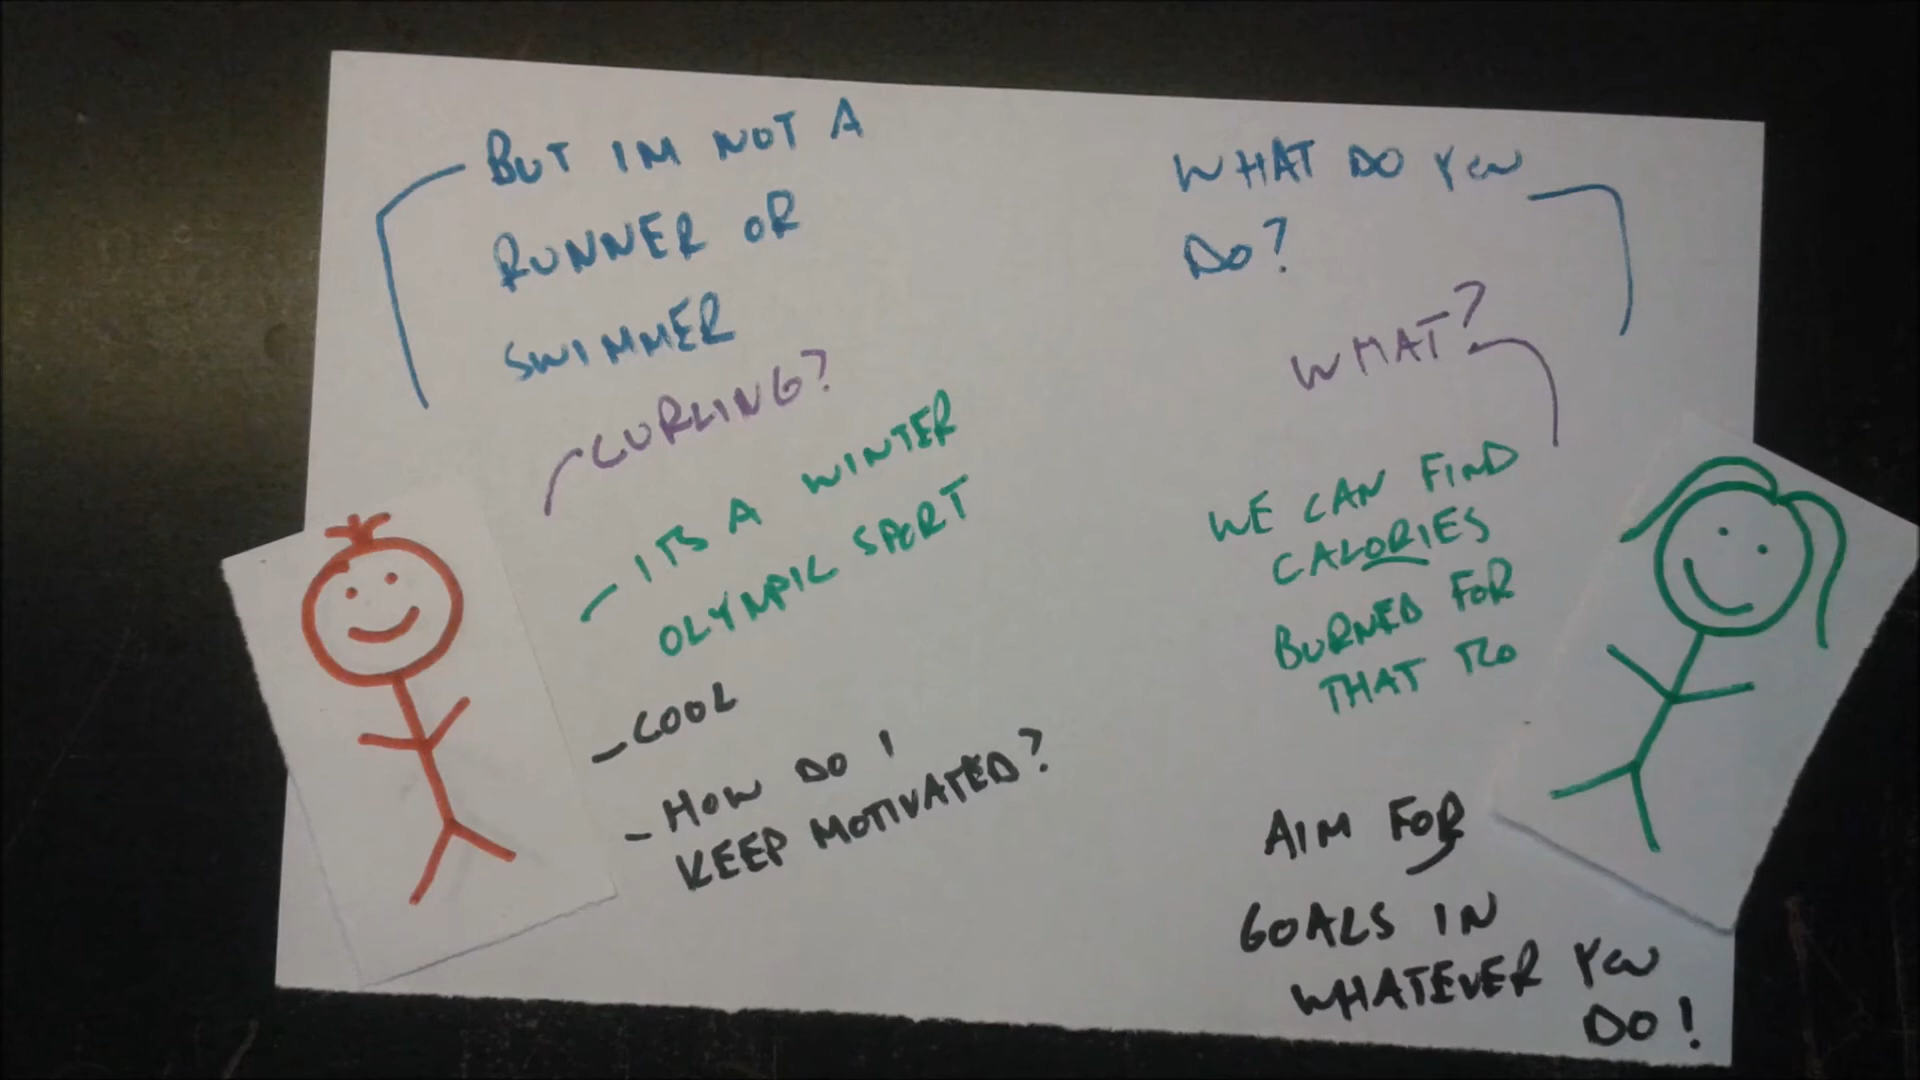 BUT IM NOT A
RUNNER OR
SWIMMER
WHAT DO YOU
DO?
CURLING?
WHAT?
ITS A WINTER
OLYMPIC SPORT
WE CAN FIND
CALORIES
BURNED FOR
THAT TOO
COOL
HOW DO I
KEEP MOTIVATED?
AIM FOR
GOALS IN
WHATEVER YOU
DO!